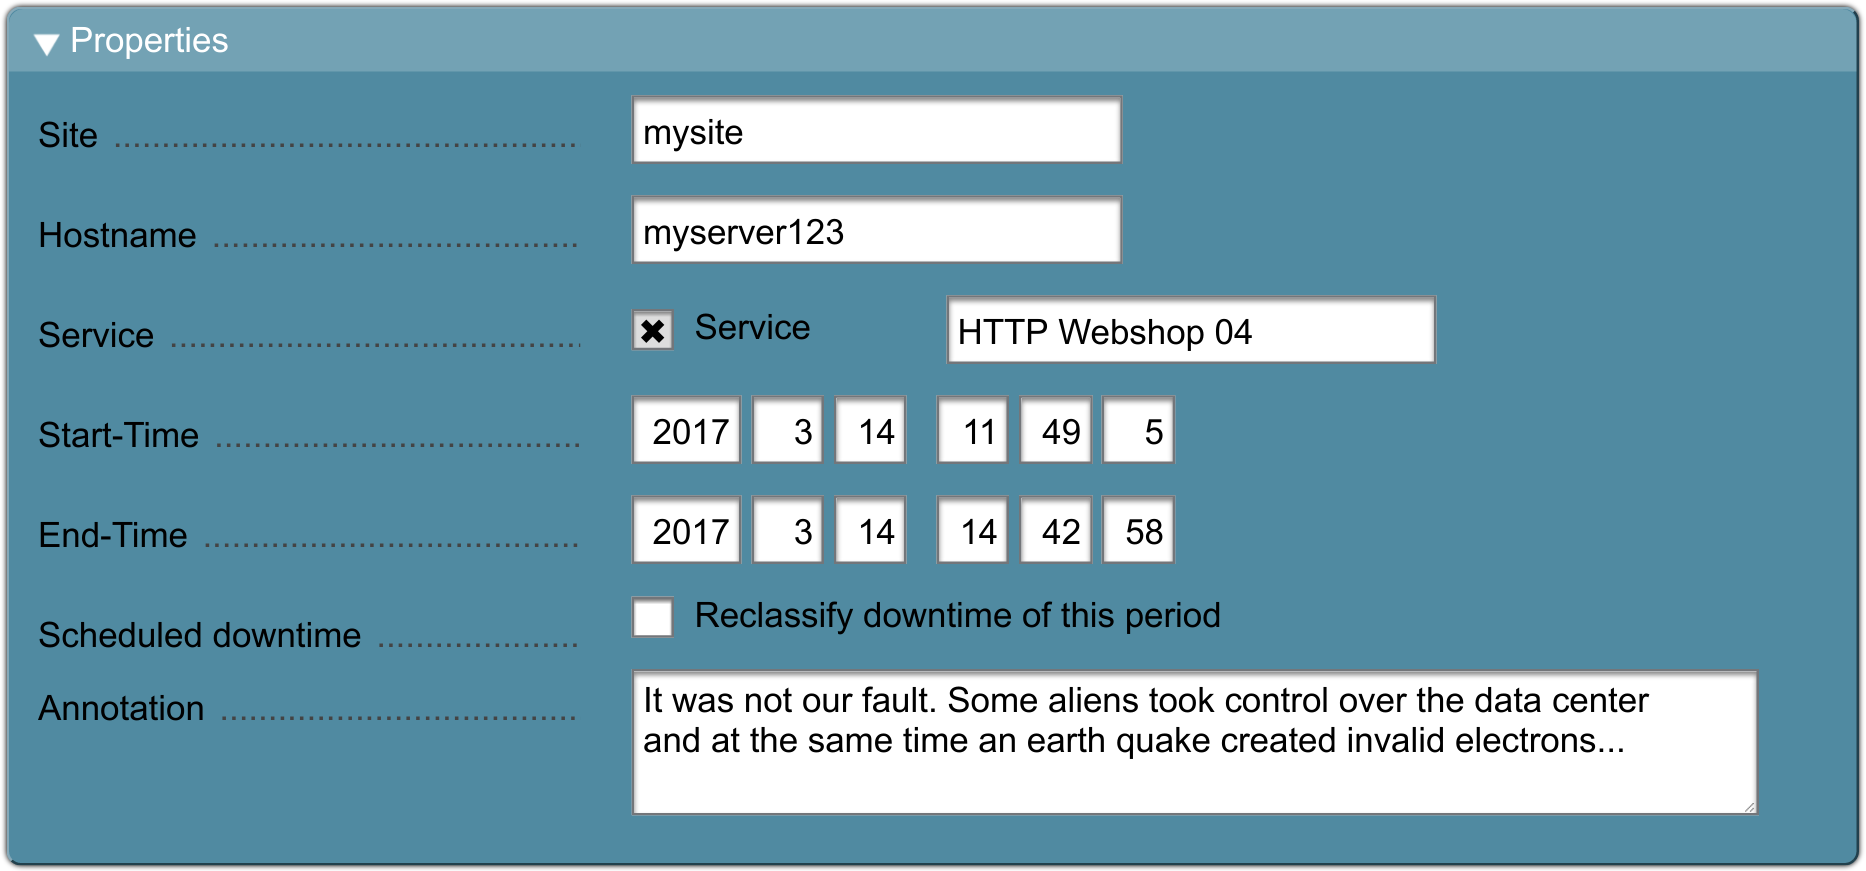 Properties
Site mysite
Hostname myserver123
Service Service HTTP Webshop 04
Start-Time 2017 3 14 11 49 5
End-Time 2017 3 14 14 42 58
Scheduled downtime Reclassify downtime of this period
Annotation It was not our fault. Some aliens took control over the data center
and at the same time an earth quake created invalid electrons...